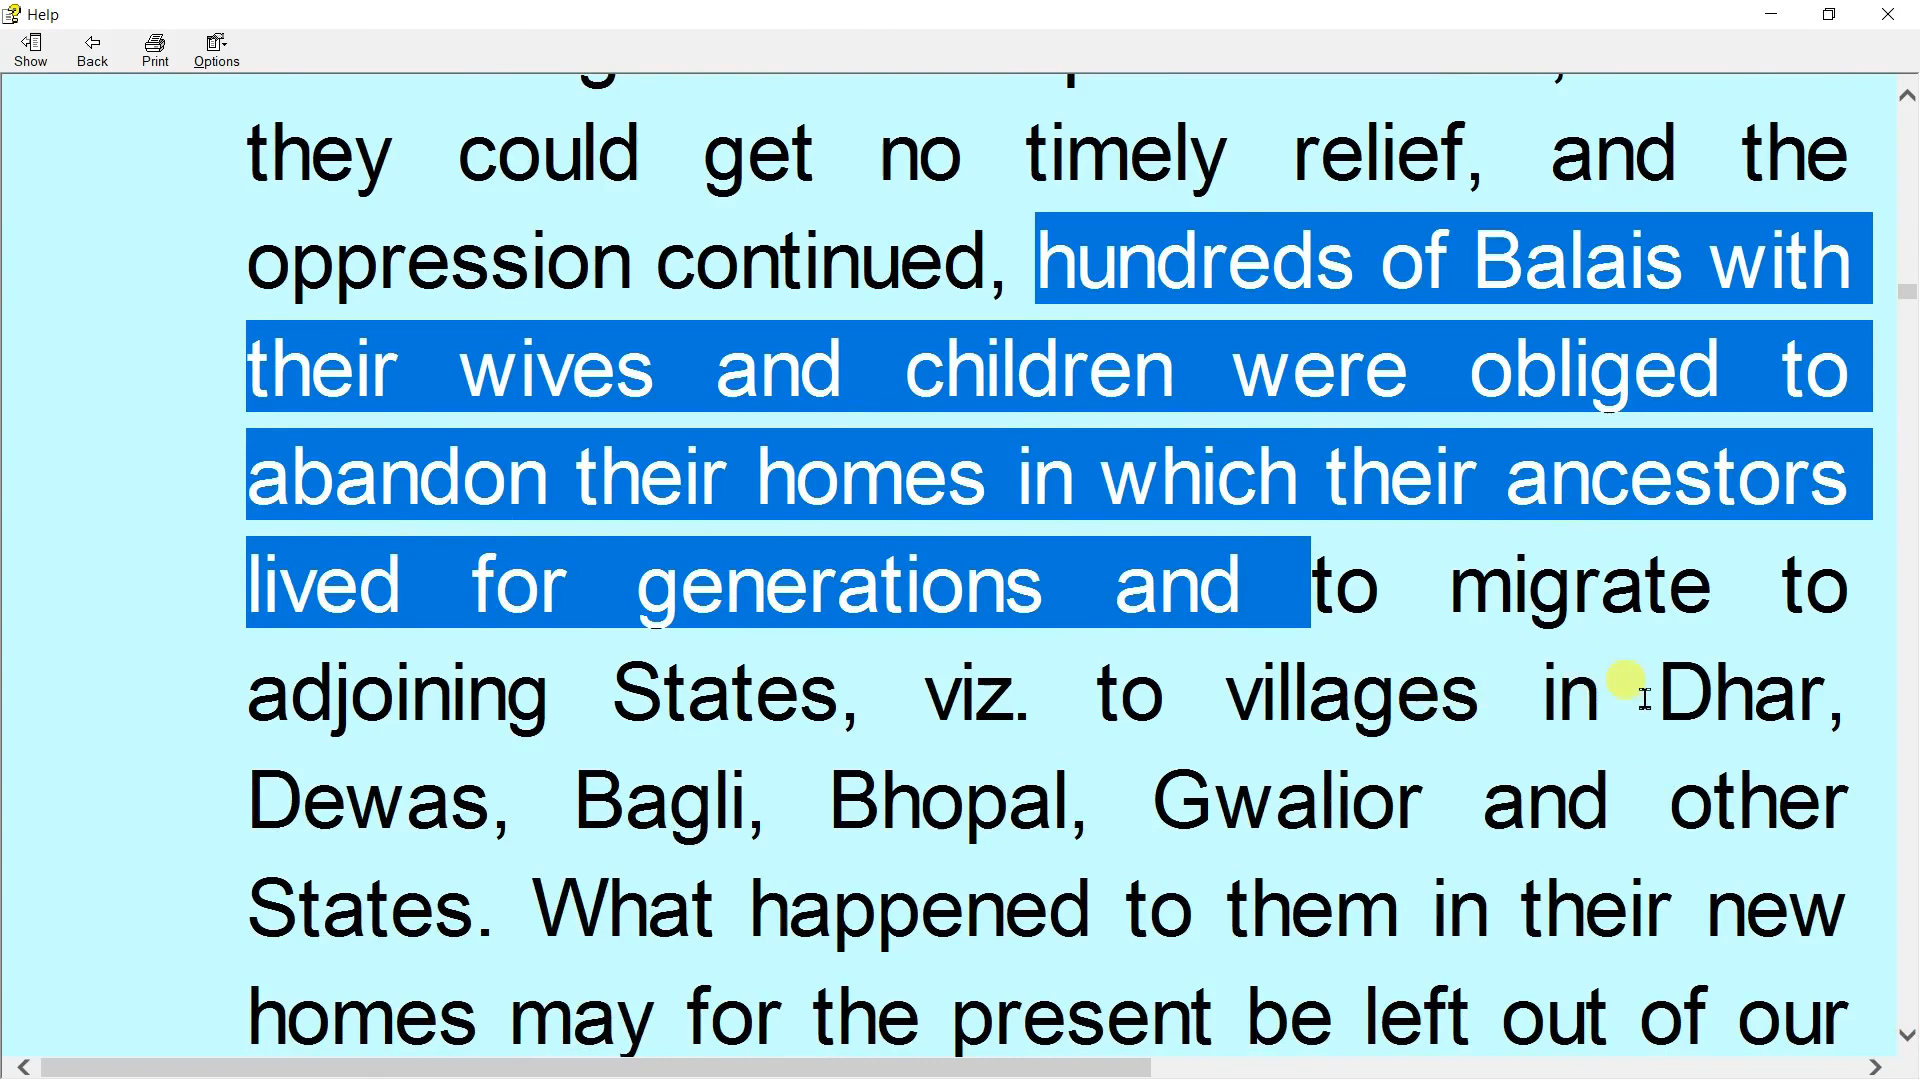 Help
Show Back Print Options
they could get no timely relief, and the
oppression continued, hundreds of Balais with
their wives and children were obliged to
abandon their homes in which their ancestors
lived for generations and to migrate to
adjoining States, viz. to villages in Dhar,
Dewas, Bagli, Bhopal, Gwalior and other
States. What happened to them in their new
homes may for the present be left out of our